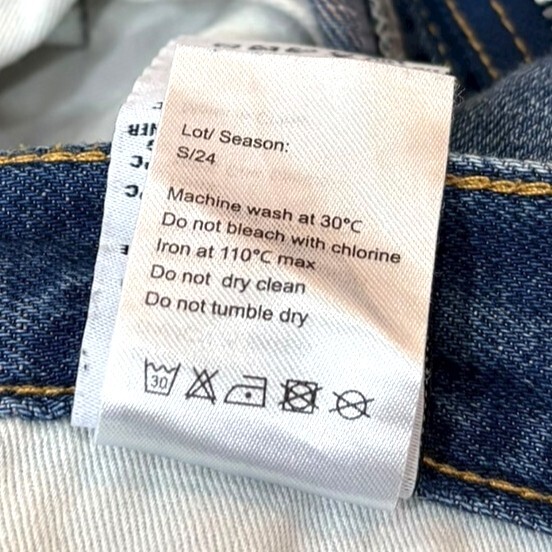 Lot/ Season:
S/24
Machine wash at 30°C
Do not bleach with chlorine
Iron at 110°C max
Do not  dry clean
Do not tumble dry
30